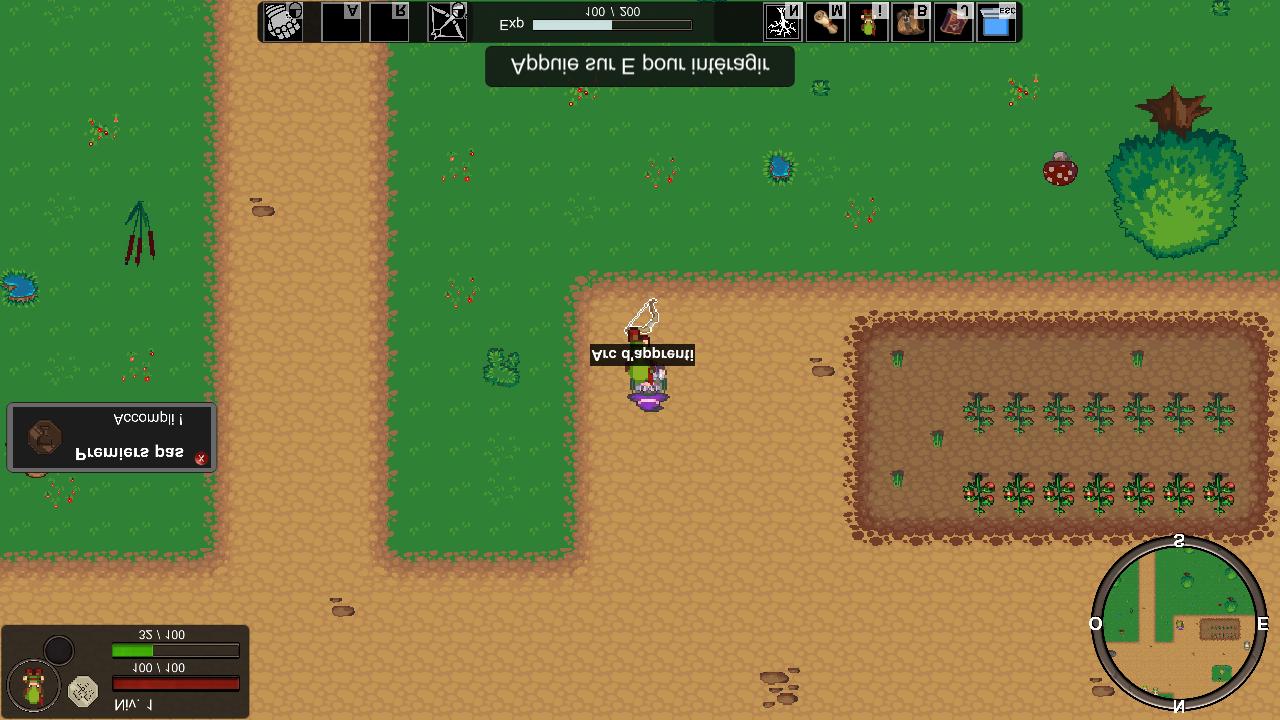 Niv. 1
100 / 100
32 / 100
N
O
E
S
Premiers pas
x
Accompli !
Arc d'apprenti
Appuie sur E pour intéragir
A
R
Exp
100 / 200
N
M
i
B
J
ESC